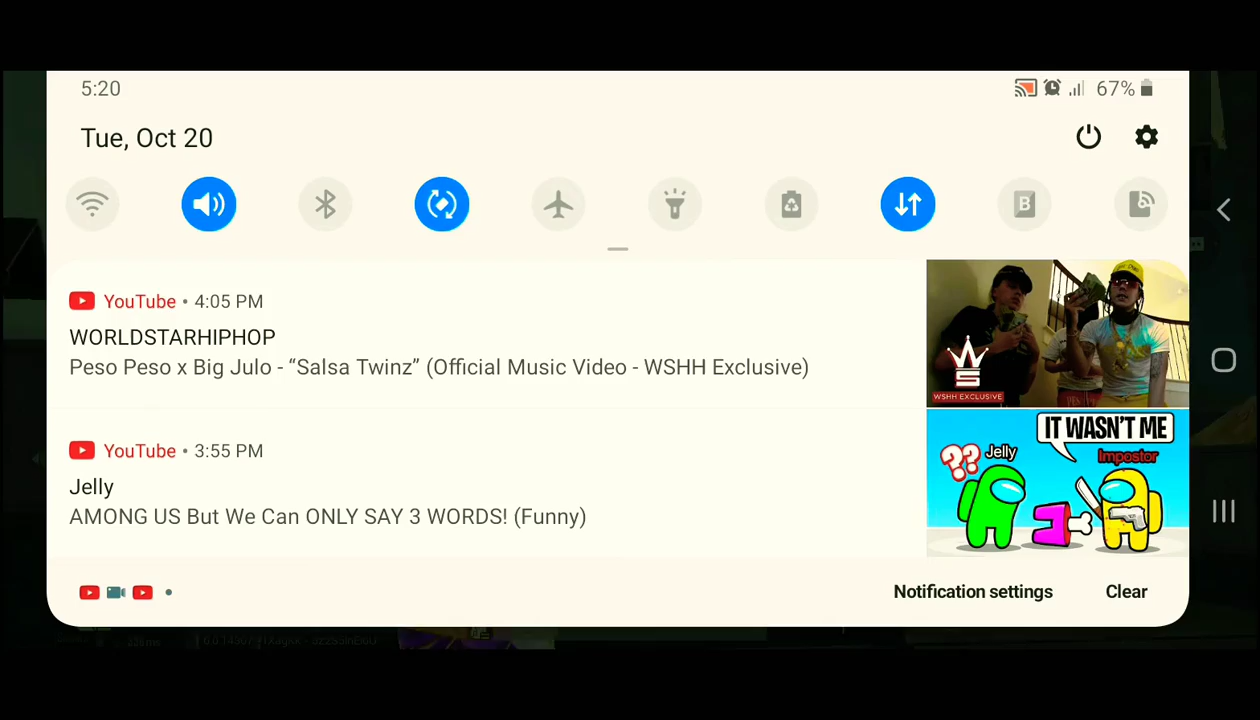 5:20
67%
Tue, Oct 20
B
YouTube • 4:05 PM
WORLDSTARHIPHOP
Peso Peso x Big Julo - “Salsa Twinz” (Official Music Video - WSHH Exclusive)
WSHH EXCLUSIVE
YouTube • 3:55 PM
Jelly
AMONG US But We Can ONLY SAY 3 WORDS! (Funny)
IT WASN'T ME
?? Jelly
Impostor
Notification settings
Clear